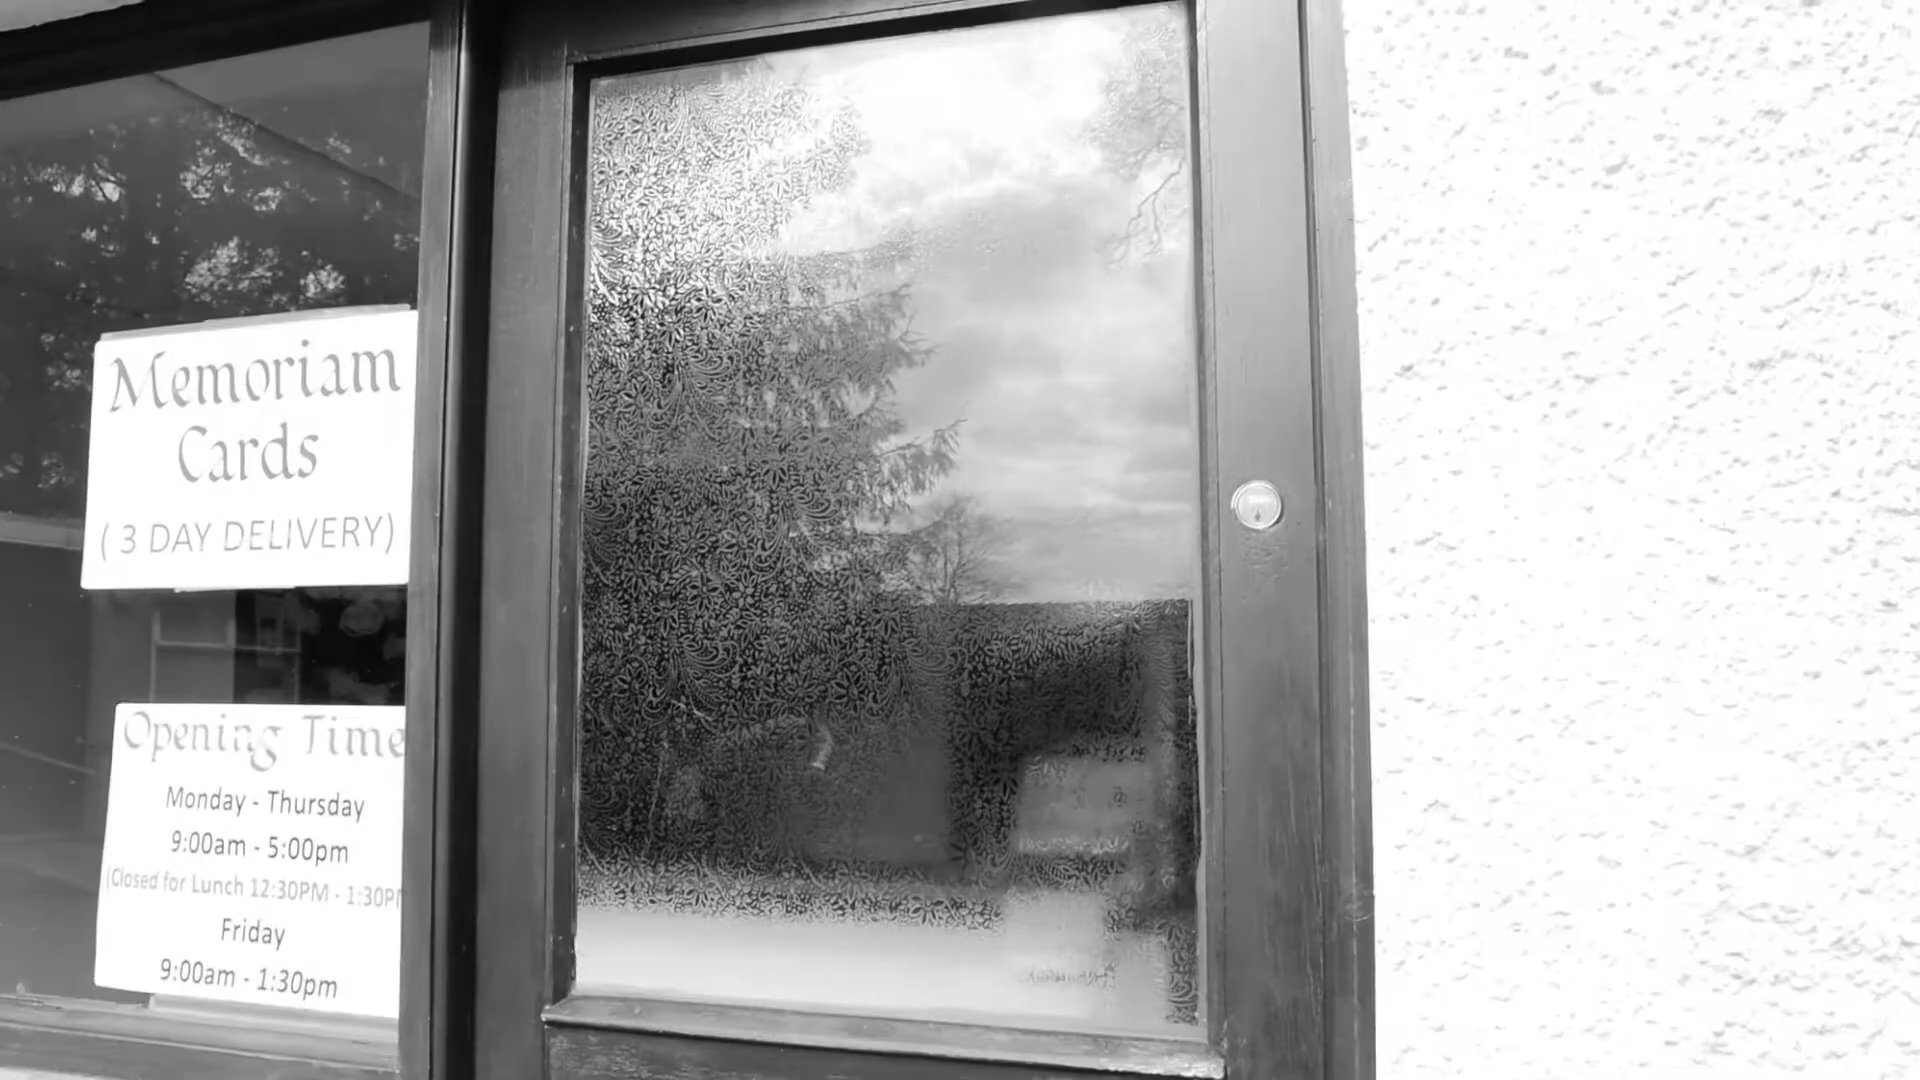 Memoriam
Cards
( 3 DAY DELIVERY)
Opening Time
Monday - Thursday
9:00am - 5:00pm
(Closed for Lunch 12:30PM - 1:30PM
Friday
9:00am - 1:30pm